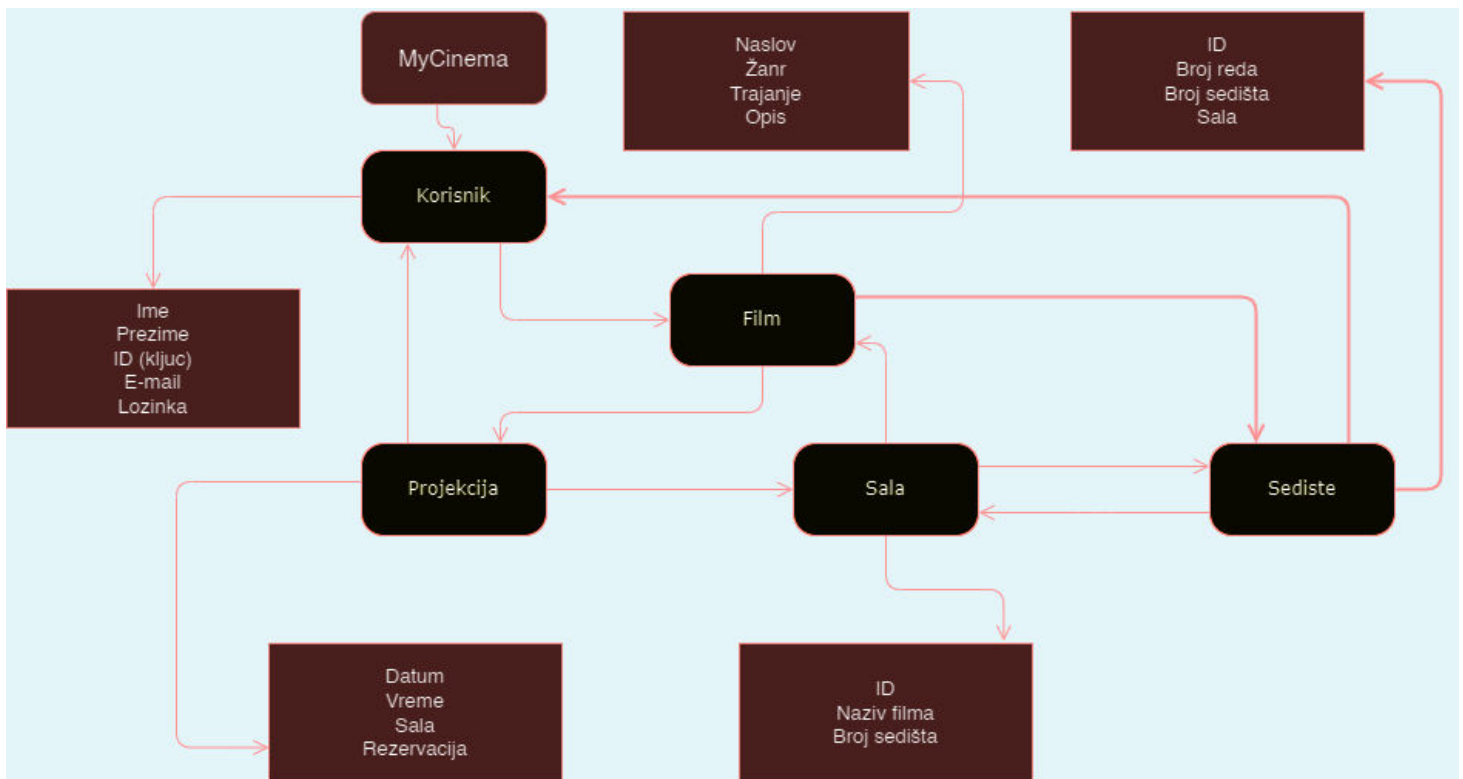 MyCinema
Naslov
Žanr
Trajanje
Opis
ID
Broj reda
Broj sedišta
Sala
Korisnik
Ime
Prezime
ID (kljuc)
E-mail
Lozinka
Film
Projekcija
Sala
Sediste
Datum
Vreme
Sala
Rezervacija
ID
Naziv filma
Broj sedišta